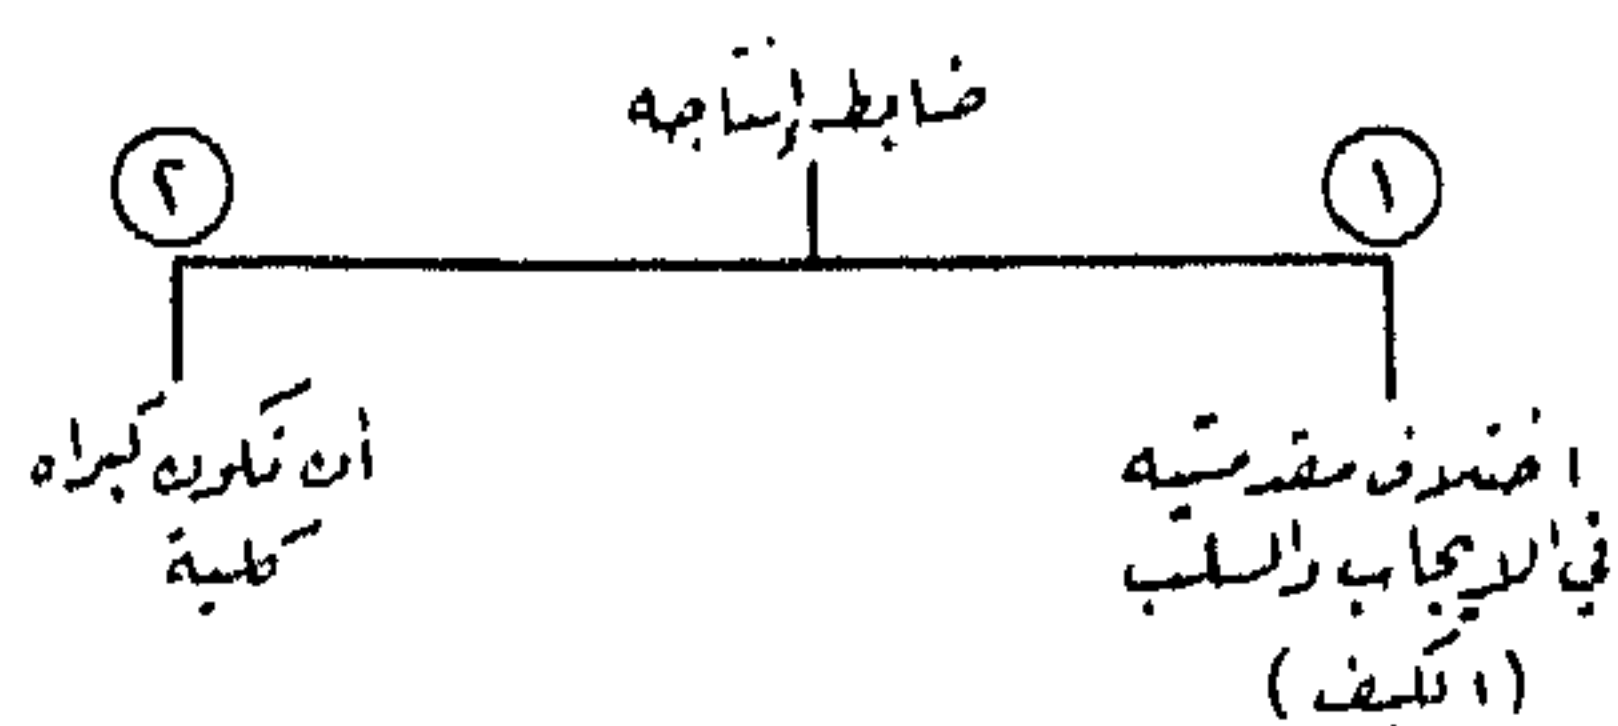 ضابط إنتاجه
١
٢
اختلاف مقدمتيه
في الإيجاب والسلب
(الكيف)
أن تكون كبراه
كلية